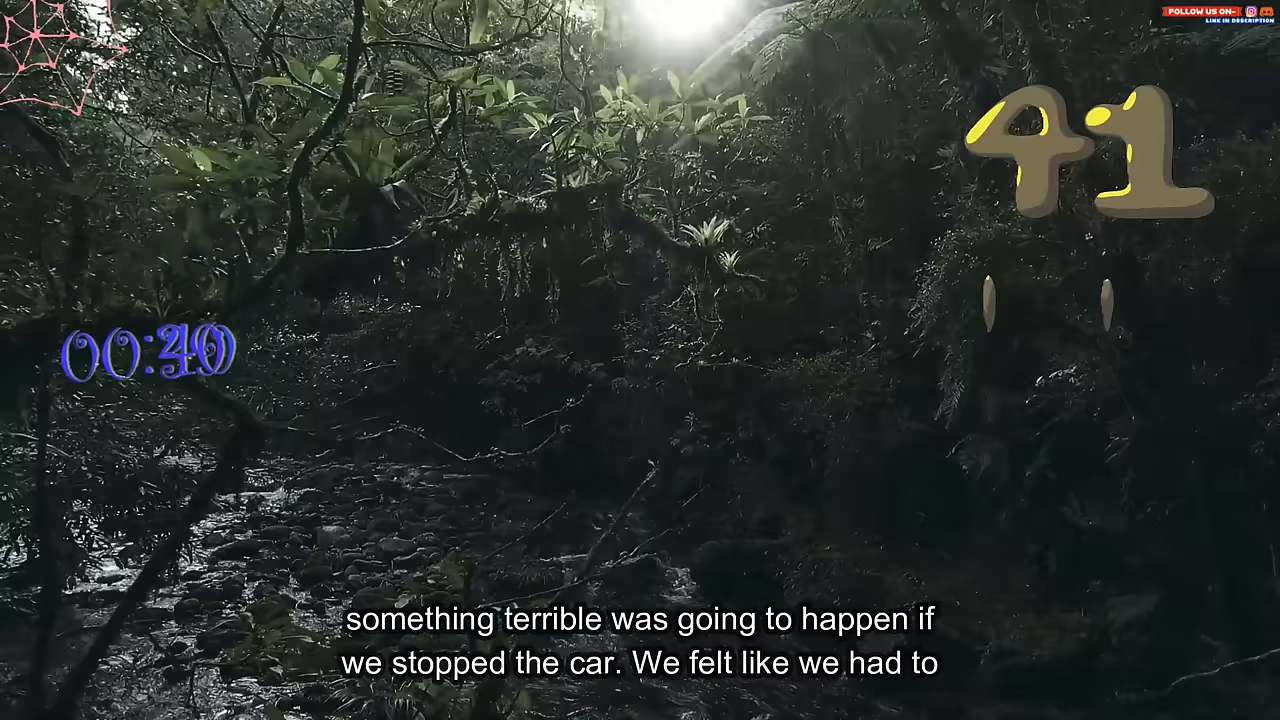 FOLLOW US ON-
LINK IN DESCRIPTION
41
00:40
something terrible was going to happen if
we stopped the car. We felt like we had to